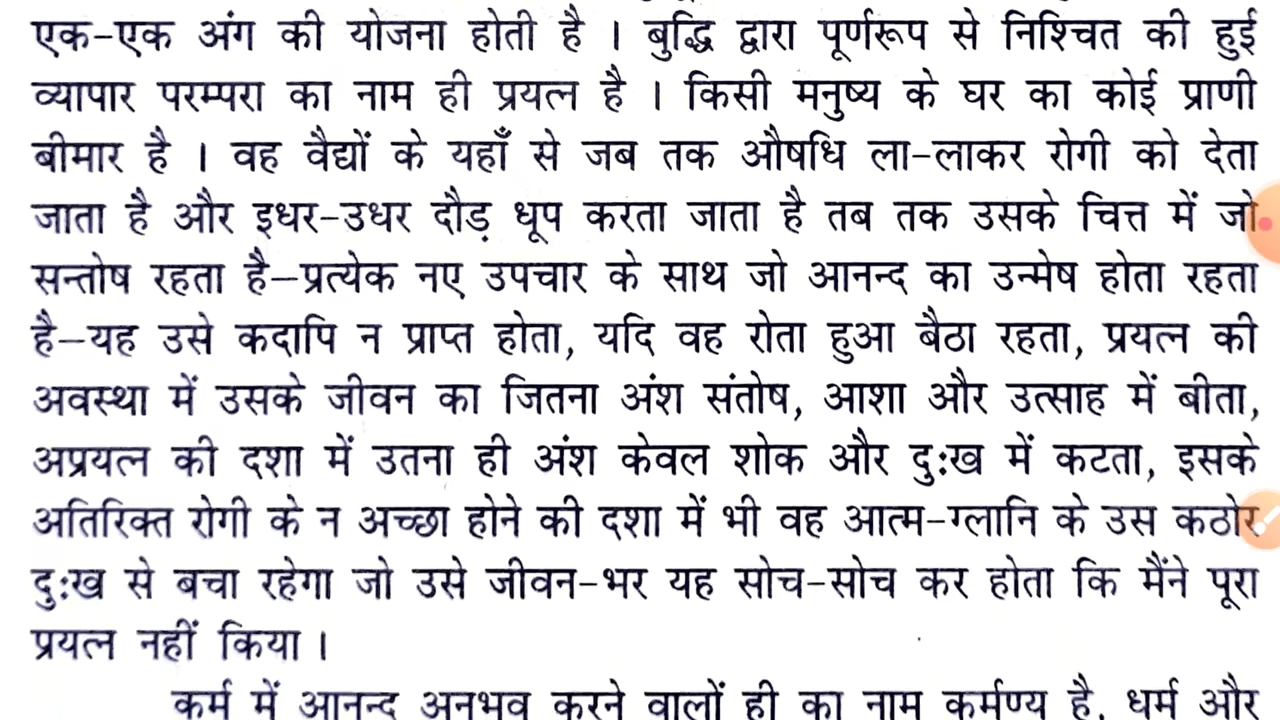 एक-एक अंग की योजना होती है । बुद्धि द्वारा पूर्णरूप से निश्चित की हुई
व्यापार परम्परा का नाम ही प्रयत्न है । किसी मनुष्य के घर का कोई प्राणी
बीमार है । वह वैद्यों के यहाँ से जब तक औषधि ला-लाकर रोगी को देता
जाता है और इधर-उधर दौड़ धूप करता जाता है तब तक उसके चित्त में जो
सन्तोष रहता है–प्रत्येक नए उपचार के साथ जो आनन्द का उन्मेष होता रहता
है–यह उसे कदापि न प्राप्त होता, यदि वह रोता हुआ बैठा रहता, प्रयत्न की
अवस्था में उसके जीवन का जितना अंश संतोष, आशा और उत्साह में बीता,
अप्रयत्न की दशा में उतना ही अंश केवल शोक और दुःख में कटता, इसके
अतिरिक्त रोगी के न अच्छा होने की दशा में भी वह आत्म-ग्लानि के उस कठोर
दुःख से बचा रहेगा जो उसे जीवन-भर यह सोच-सोच कर होता कि मैंने पूरा
प्रयत्न नहीं किया ।
कर्म में आनन्द अनुभव करने वालों ही का नाम कर्मण्य है, धर्म और